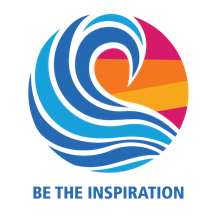 BE THE INSPIRATION